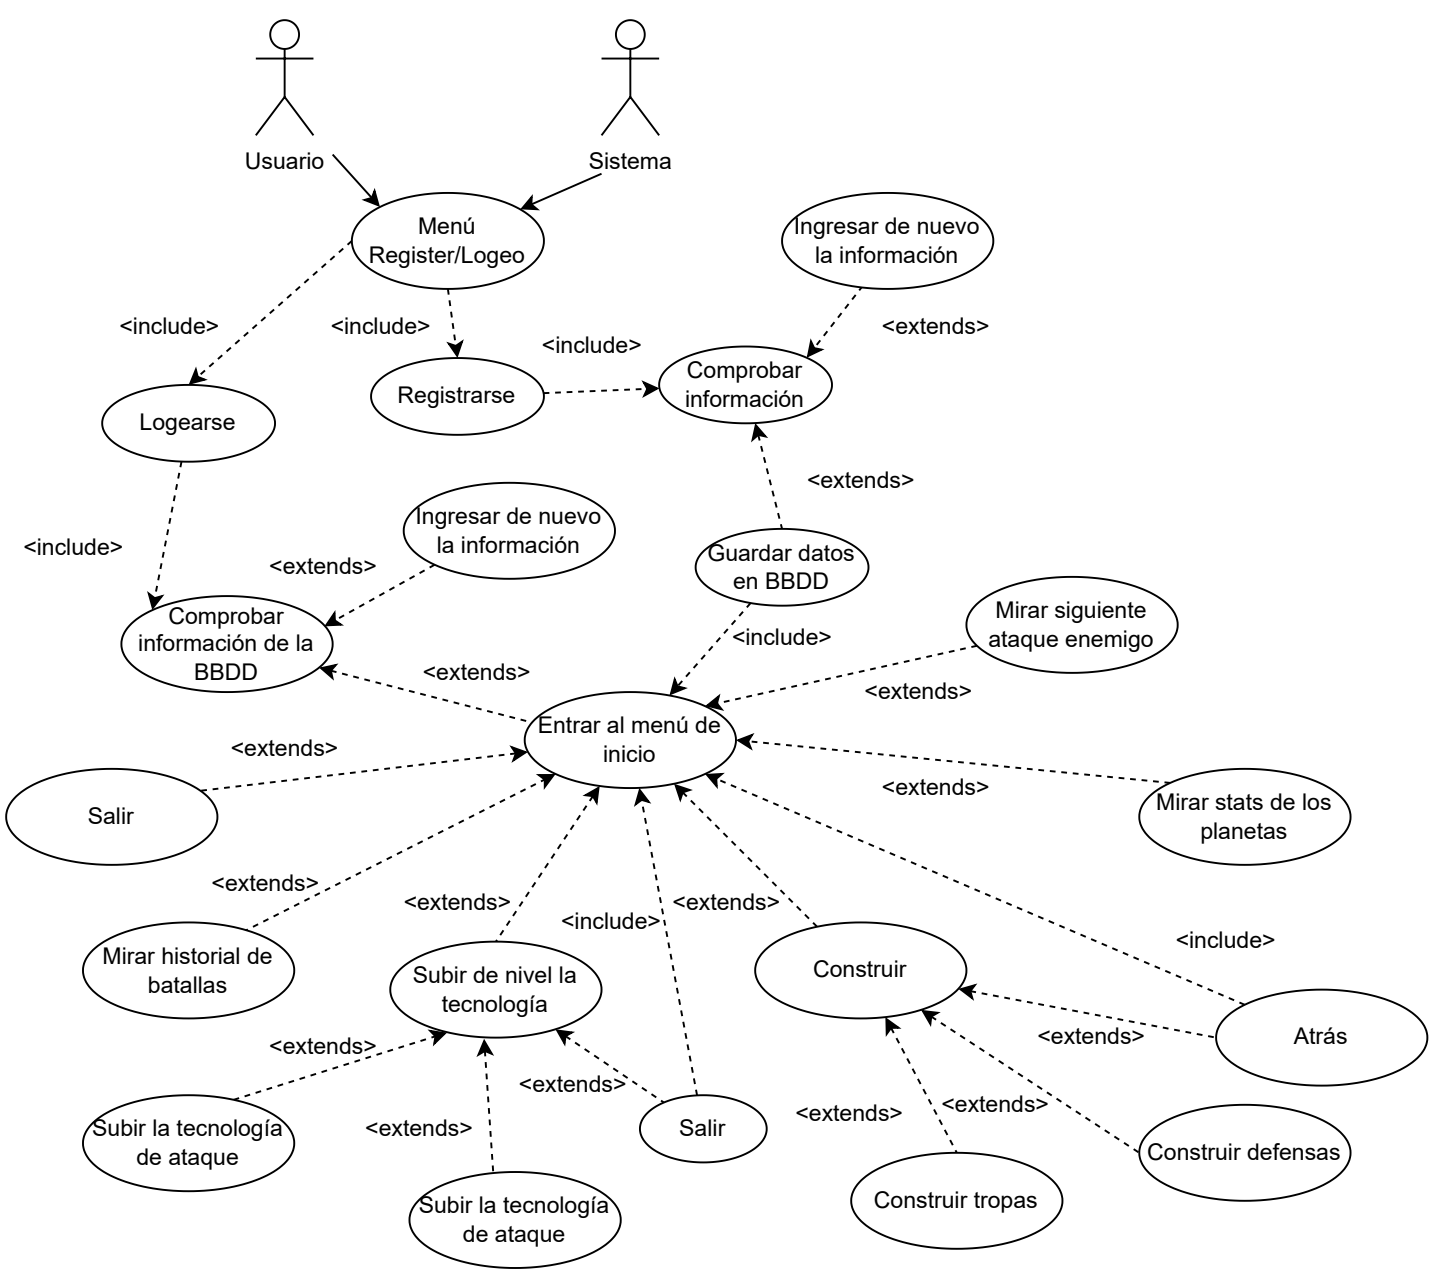 Usuario
Sistema
Menú
Register/Logeo
Ingresar de nuevo
la información
<include>
<include>
<include>
<extends>
Comprobar
información
Registrarse
Logearse
<extends>
Ingresar de nuevo
la información
<include>
<extends>
Guardar datos
en BBDD
Comprobar
información de la
BBDD
<include>
Mirar siguiente
ataque enemigo
<extends>
<extends>
Entrar al menú de
inicio
<extends>
<extends>
Salir
Mirar stats de los
planetas
<extends>
<extends>
<include>
<extends>
<include>
Mirar historial de
batallas
Subir de nivel la
tecnología
Construir
Atrás
<extends>
<extends>
<extends>
<extends>
<extends>
<extends>
Subir la tecnología
de ataque
Salir
Construir defensas
Subir la tecnología
de ataque
Construir tropas